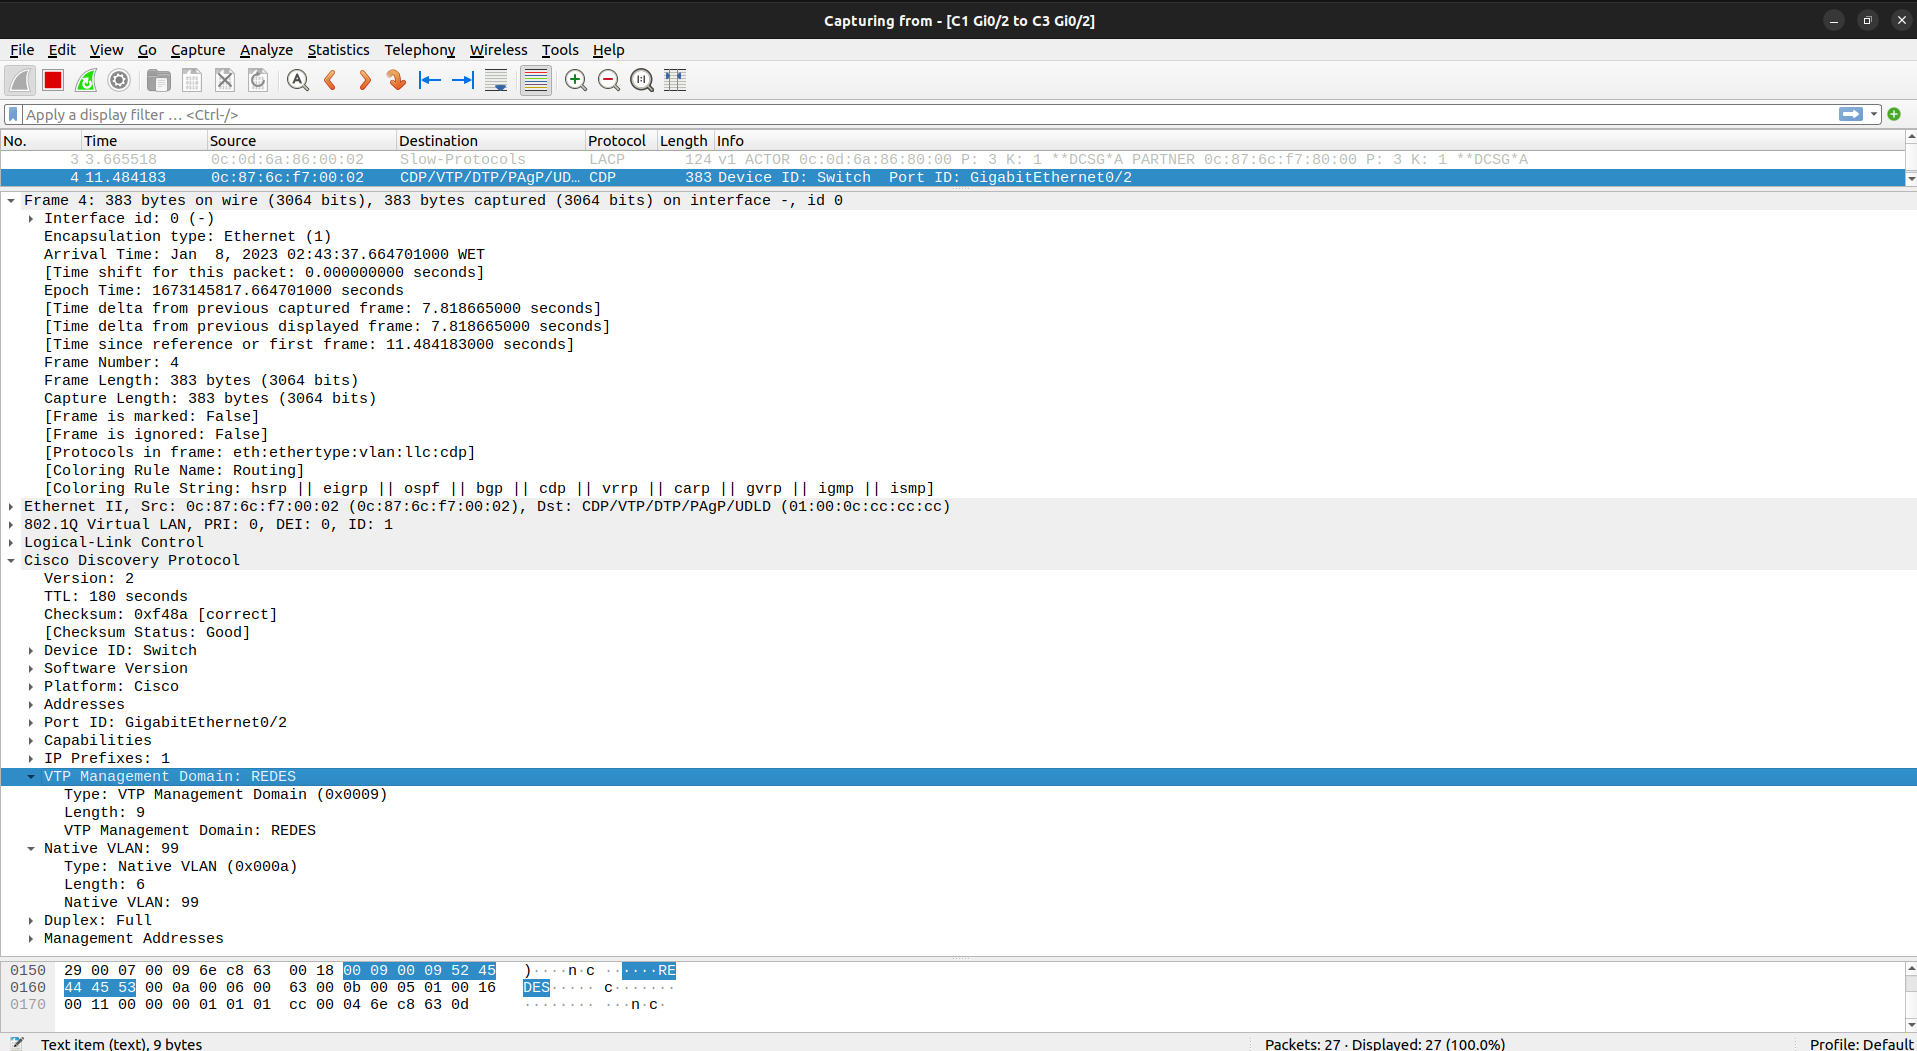 Capturing from - [C1 Gi0/2 to C3 Gi0/2]
File Edit View Go Capture Analyze Statistics Telephony Wireless Tools Help
Apply a display filter … <Ctrl-/>
No. Time Source Destination Protocol Length Info
3 3.665518 0c:0d:6a:86:00:02 Slow-Protocols LACP 124 v1 ACTOR 0c:0d:6a:86:80:00 P: 3 K: 1 **DCSG*A PARTNER 0c:87:6c:f7:80:00 P: 3 K: 1 **DCSG*A
4 11.484183 0c:87:6c:f7:00:02 CDP/VTP/DTP/PAgP/UD… CDP 383 Device ID: Switch  Port ID: GigabitEthernet0/2
Frame 4: 383 bytes on wire (3064 bits), 383 bytes captured (3064 bits) on interface -, id 0
Interface id: 0 (-)
Encapsulation type: Ethernet (1)
Arrival Time: Jan  8, 2023 02:43:37.664701000 WET
[Time shift for this packet: 0.000000000 seconds]
Epoch Time: 1673145817.664701000 seconds
[Time delta from previous captured frame: 7.818665000 seconds]
[Time delta from previous displayed frame: 7.818665000 seconds]
[Time since reference or first frame: 11.484183000 seconds]
Frame Number: 4
Frame Length: 383 bytes (3064 bits)
Capture Length: 383 bytes (3064 bits)
[Frame is marked: False]
[Frame is ignored: False]
[Protocols in frame: eth:ethertype:vlan:llc:cdp]
[Coloring Rule Name: Routing]
[Coloring Rule String: hsrp || eigrp || ospf || bgp || cdp || vrrp || carp || gvrp || igmp || ismp]
Ethernet II, Src: 0c:87:6c:f7:00:02 (0c:87:6c:f7:00:02), Dst: CDP/VTP/DTP/PAgP/UDLD (01:00:0c:cc:cc:cc)
802.1Q Virtual LAN, PRI: 0, DEI: 0, ID: 1
Logical-Link Control
Cisco Discovery Protocol
Version: 2
TTL: 180 seconds
Checksum: 0xf48a [correct]
[Checksum Status: Good]
Device ID: Switch
Software Version
Platform: Cisco
Addresses
Port ID: GigabitEthernet0/2
Capabilities
IP Prefixes: 1
VTP Management Domain: REDES
Type: VTP Management Domain (0x0009)
Length: 9
VTP Management Domain: REDES
Native VLAN: 99
Type: Native VLAN (0x000a)
Length: 6
Native VLAN: 99
Duplex: Full
Management Addresses
0150 29 00 07 00 09 6e c8 63  00 18 00 09 00 09 52 45 )····n·c ······RE
0160 44 45 53 00 0a 00 06 00  63 00 0b 00 05 01 00 16 DES····· c·······
0170 00 11 00 00 00 01 01 01  cc 00 04 6e c8 63 0d ········ ···n·c·
Text item (text), 9 bytes
Packets: 27 · Displayed: 27 (100.0%)
Profile: Default